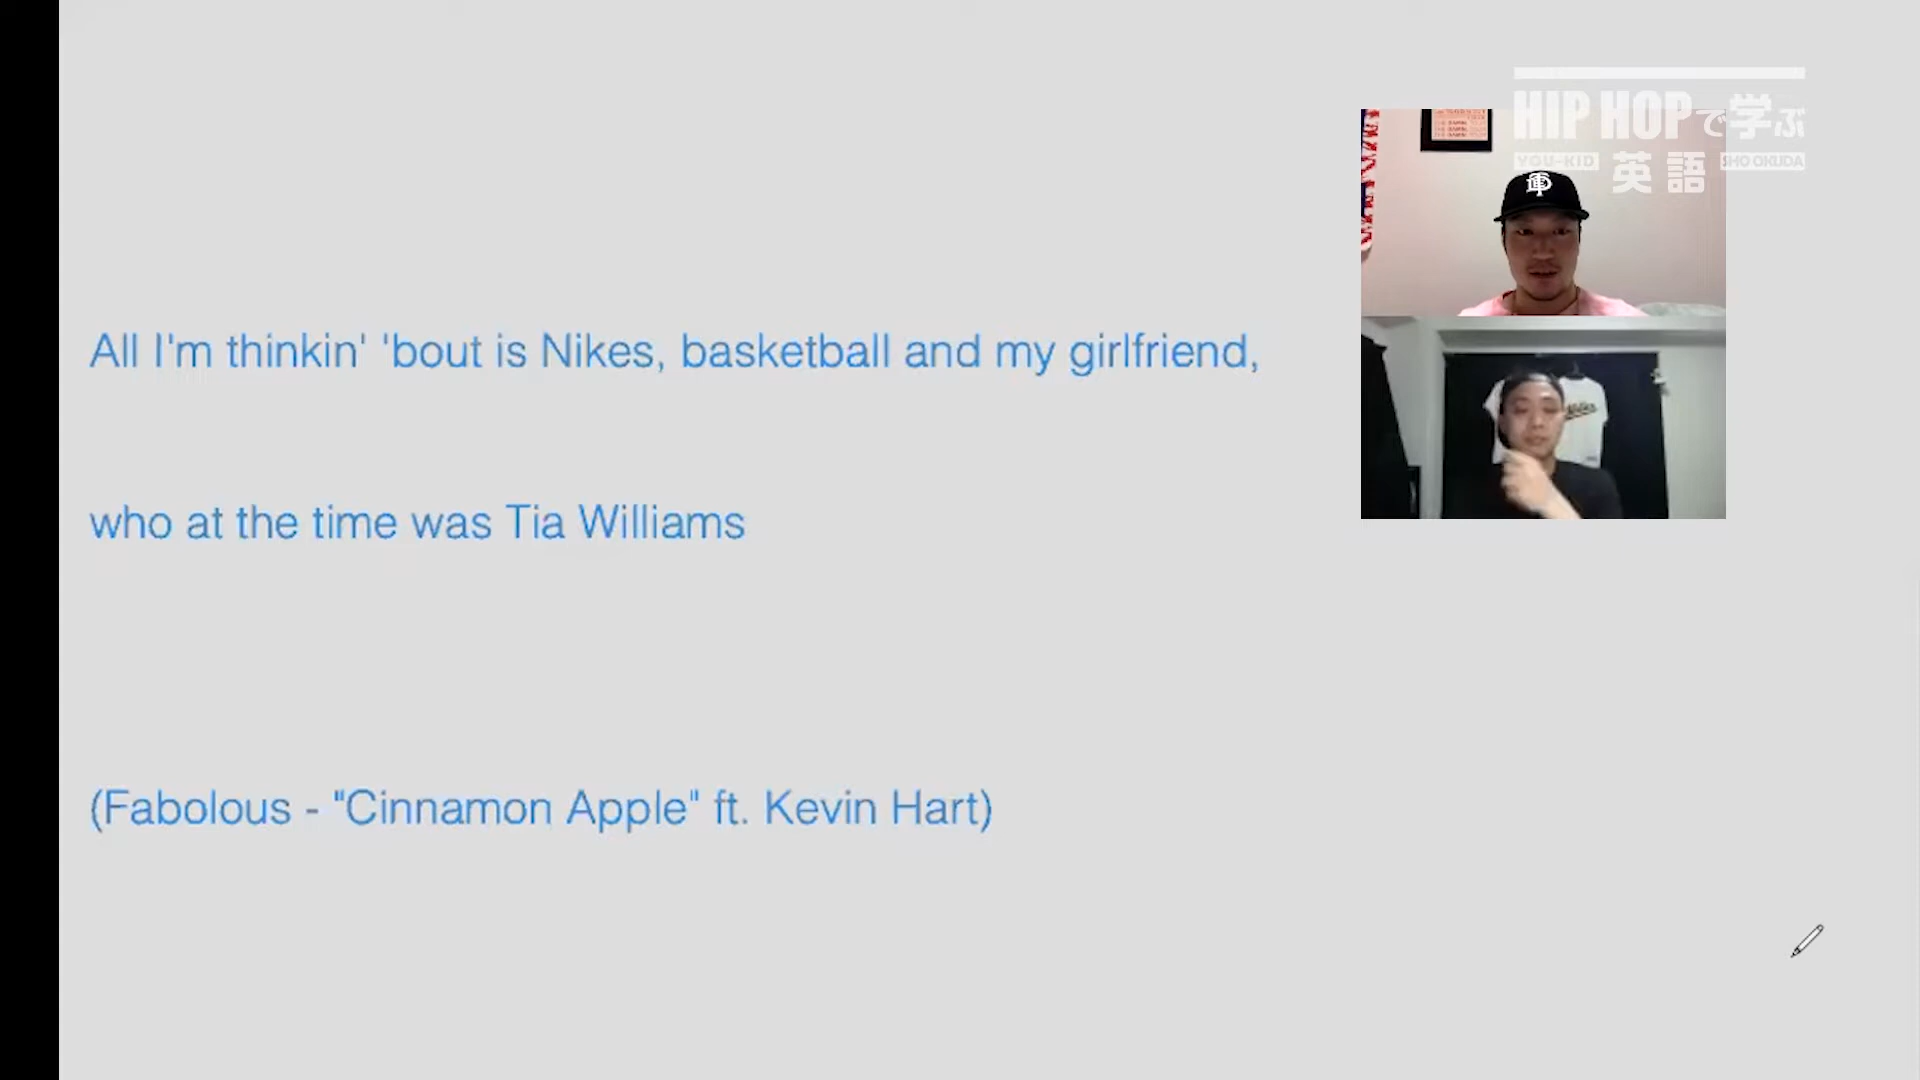 HIP HOPで学ぶ
YOU-KID 英語 SHO OKUDA
All I'm thinkin' 'bout is Nikes, basketball and my girlfriend,
who at the time was Tia Williams
(Fabolous - "Cinnamon Apple" ft. Kevin Hart)